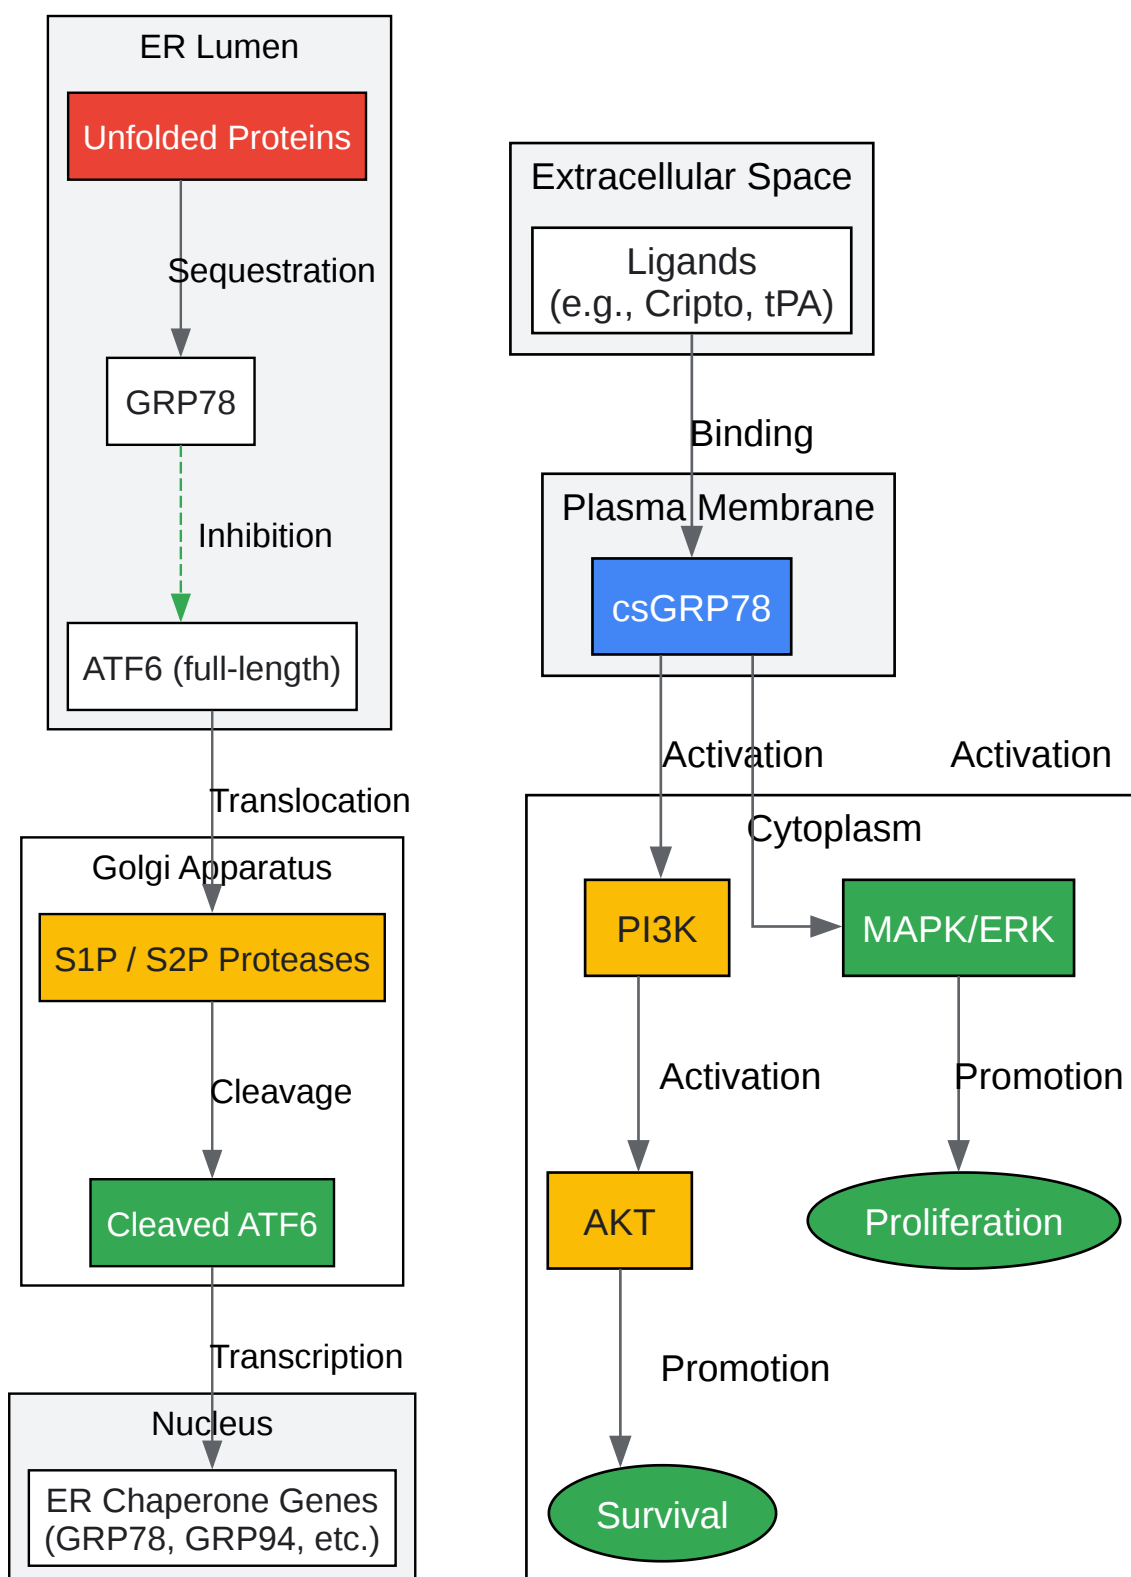 ER Lumen
Unfolded Proteins
Sequestration
GRP78
Inhibition
ATF6 (full-length)
Translocation
Golgi Apparatus
S1P / S2P Proteases
Cleavage
Cleaved ATF6
Transcription
Nucleus
ER Chaperone Genes
(GRP78, GRP94, etc.)
Extracellular Space
Ligands
(e.g., Cripto, tPA)
Binding
Plasma Membrane
csGRP78
Activation
Activation
Cytoplasm
PI3K
MAPK/ERK
Activation
Promotion
AKT
Proliferation
Promotion
Survival